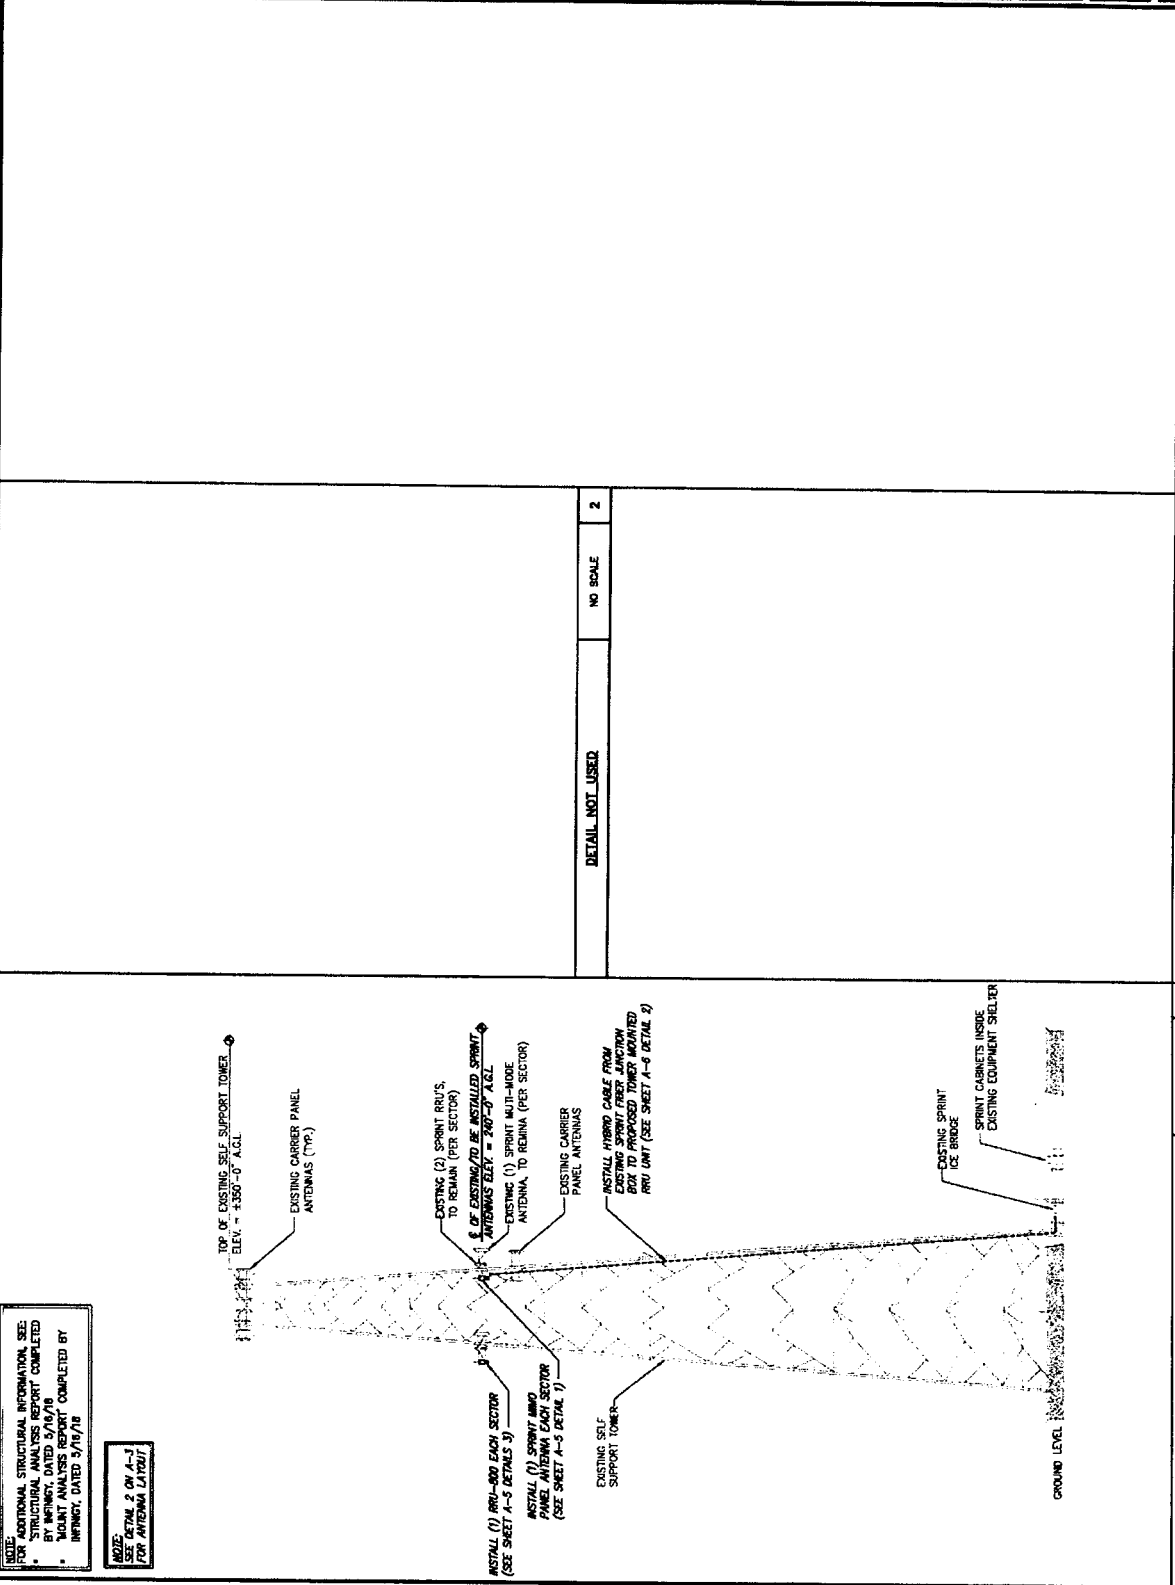 NOTE:
FOR ADDITIONAL STRUCTURAL INFORMATION, SEE:
• "STRUCTURAL ANALYSIS REPORT" COMPLETED
BY INFINIGY, DATED 5/16/18
• "MOUNT ANALYSIS REPORT" COMPLETED BY
INFINIGY, DATED 5/16/18
NOTE:
SEE DETAIL 2 ON A-3
FOR ANTENNA LAYOUT
TOP OF EXISTING SELF SUPPORT TOWER
ELEV. = ±350'-0" A.G.L.
EXISTING CARRIER PANEL
ANTENNAS (TYP.)
EXISTING (2) SPRINT RRU'S,
TO REMAIN (PER SECTOR)
℄ OF EXISTING/TO BE INSTALLED SPRINT
ANTENNAS ELEV. = 240'-0" A.G.L.
EXISTING (1) SPRINT MUTI-MODE
ANTENNA, TO REMINA (PER SECTOR)
EXISTING CARRIER
PANEL ANTENNAS
INSTALL HYBRID CABLE FROM
EXISTING SPRINT FIBER JUNCTION
BOX TO PROPOSED TOWER MOUNTED
RRU UNIT (SEE SHEET A-6 DETAIL 2)
INSTALL (1) RRU-800 EACH SECTOR
(SEE SHEET A-5 DETAILS 3)
INSTALL (1) SPRINT MIMO
PANEL ANTENNA EACH SECTOR
(SEE SHEET A-5 DETAIL 1)
EXISTING SELF
SUPPORT TOWER
EXISTING SPRINT
ICE BRIDGE
SPRINT CABINETS INSIDE
EXISTING EQUIPMENT SHELTER
GROUND LEVEL
DETAIL NOT USED
NO SCALE
2